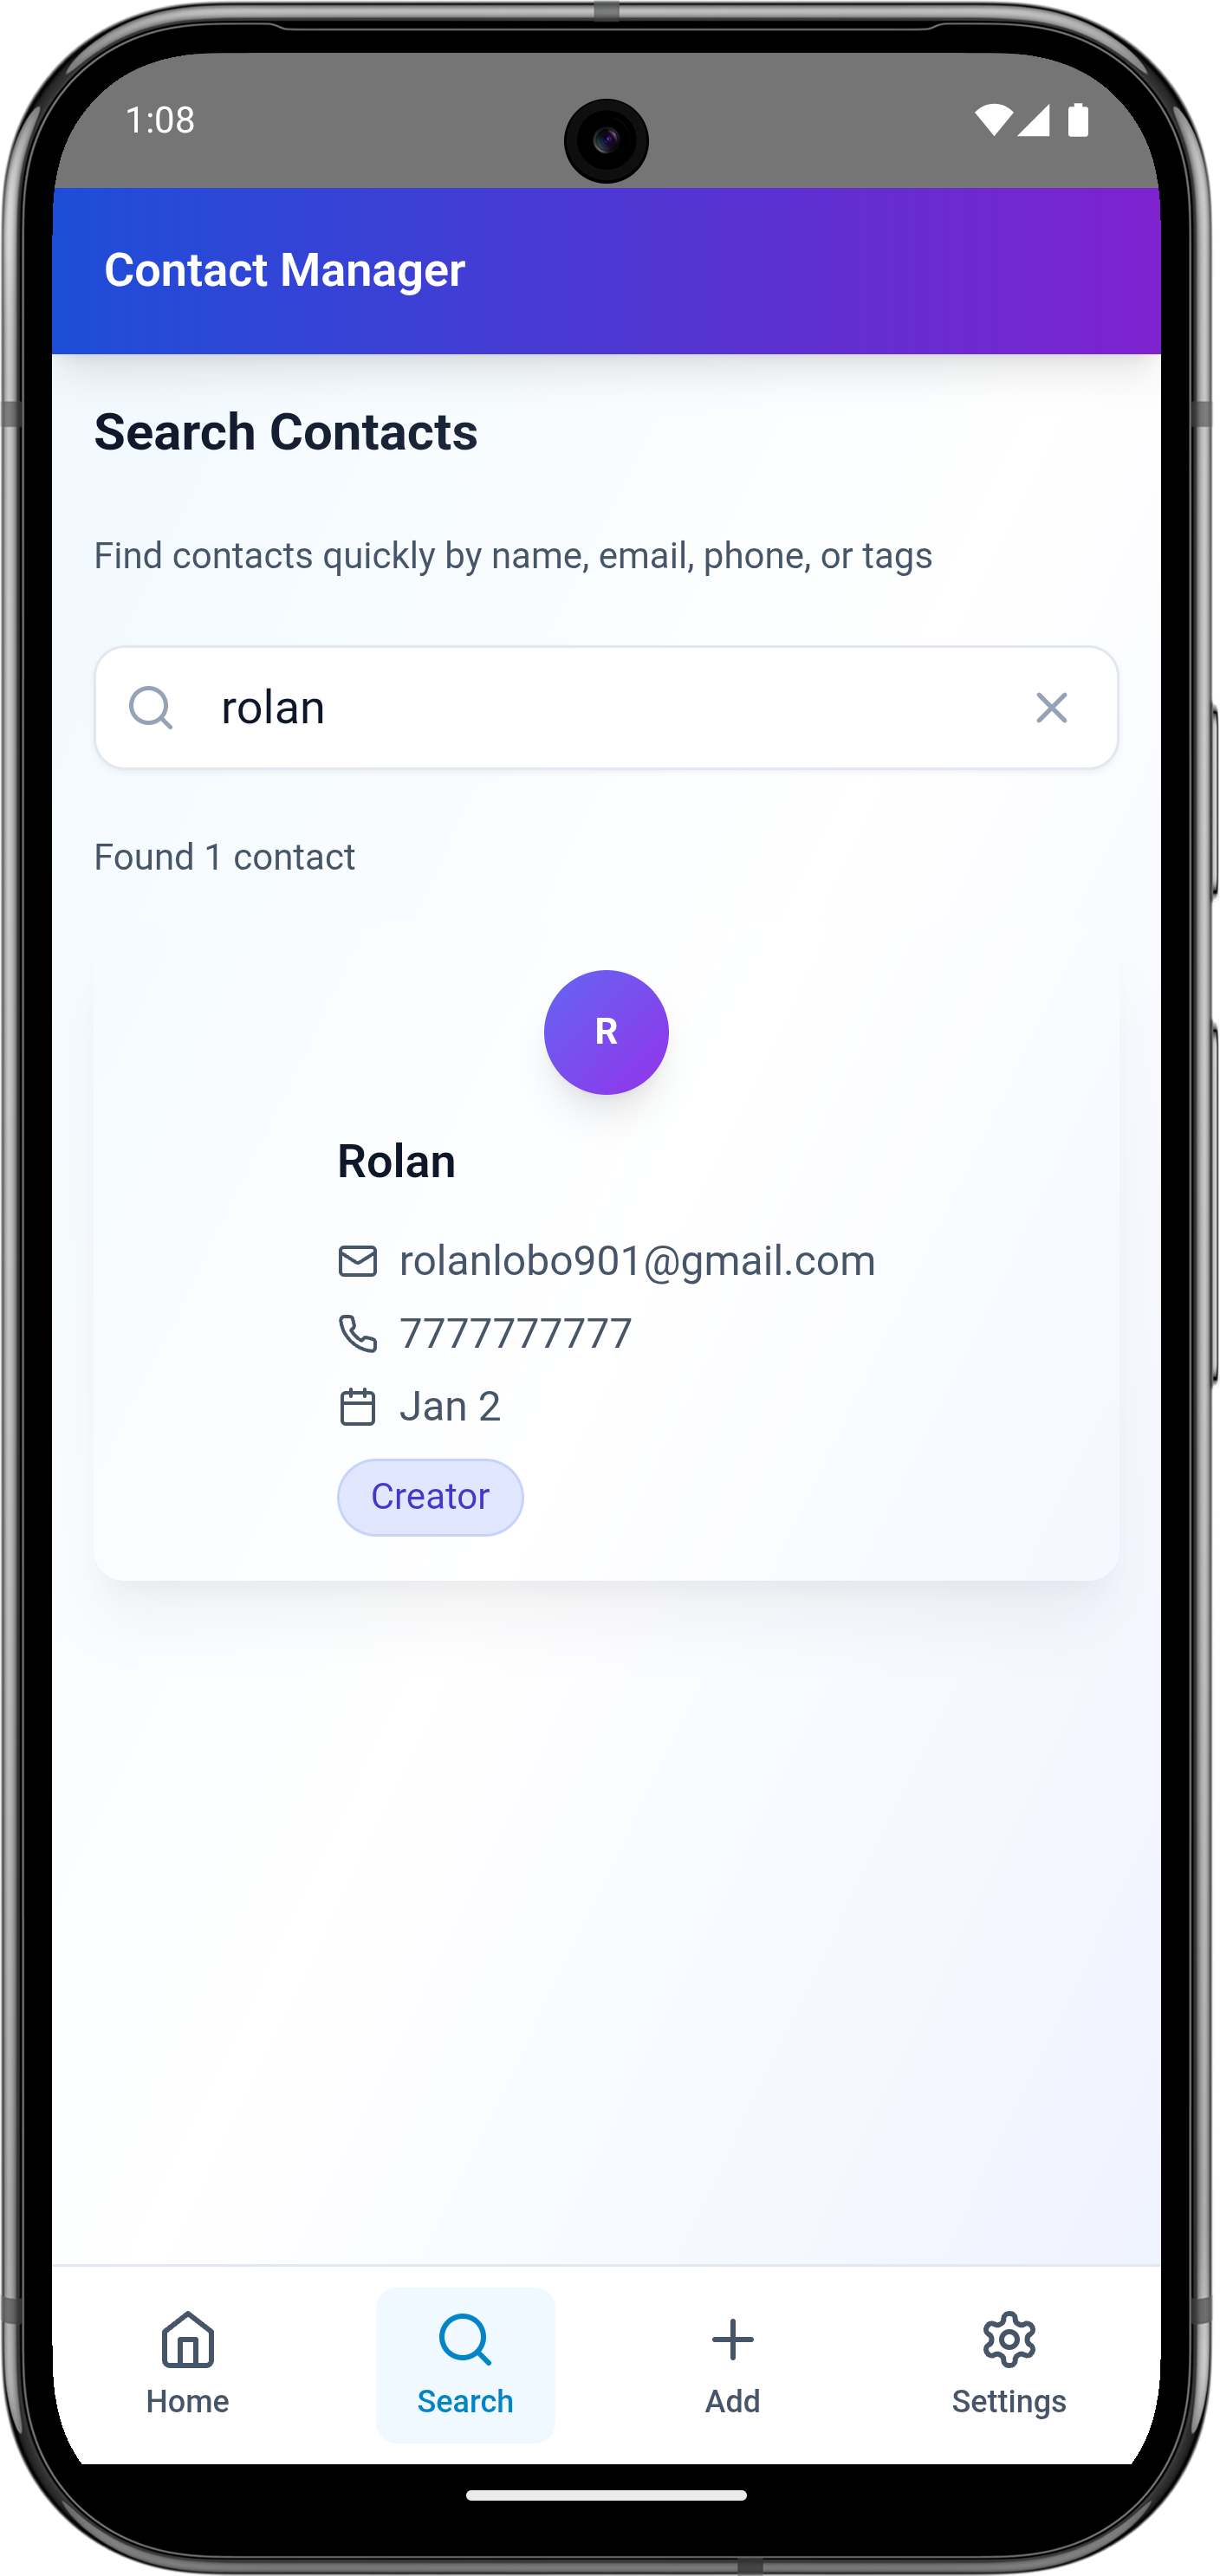 1:08
Contact Manager
Search Contacts
Find contacts quickly by name, email, phone, or tags
rolan
Found 1 contact
R
Rolan
rolanlobo901@gmail.com
7777777777
Jan 2
Creator
Home
Search
Add
Settings